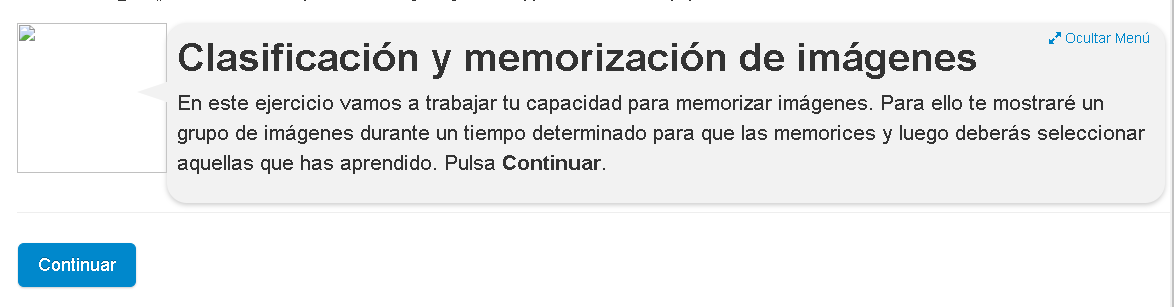 Ocultar Menú
Clasificación y memorización de imágenes
En este ejercicio vamos a trabajar tu capacidad para memorizar imágenes. Para ello te mostraré un
grupo de imágenes durante un tiempo determinado para que las memorices y luego deberás seleccionar
aquellas que has aprendido. Pulsa Continuar.
Continuar